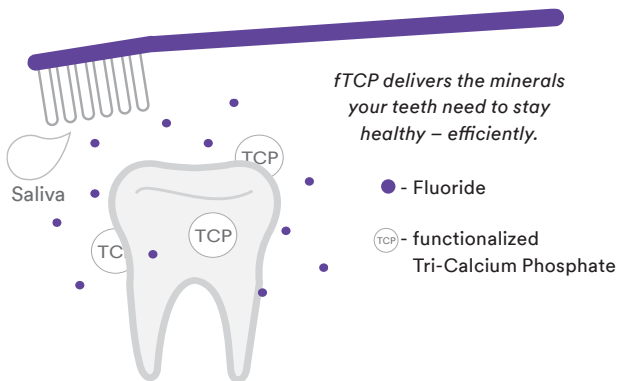 fTCP delivers the minerals
your teeth need to stay
healthy – efficiently.
TCP
Saliva
- Fluoride
TCP
TC
TCP - functionalized
Tri-Calcium Phosphate